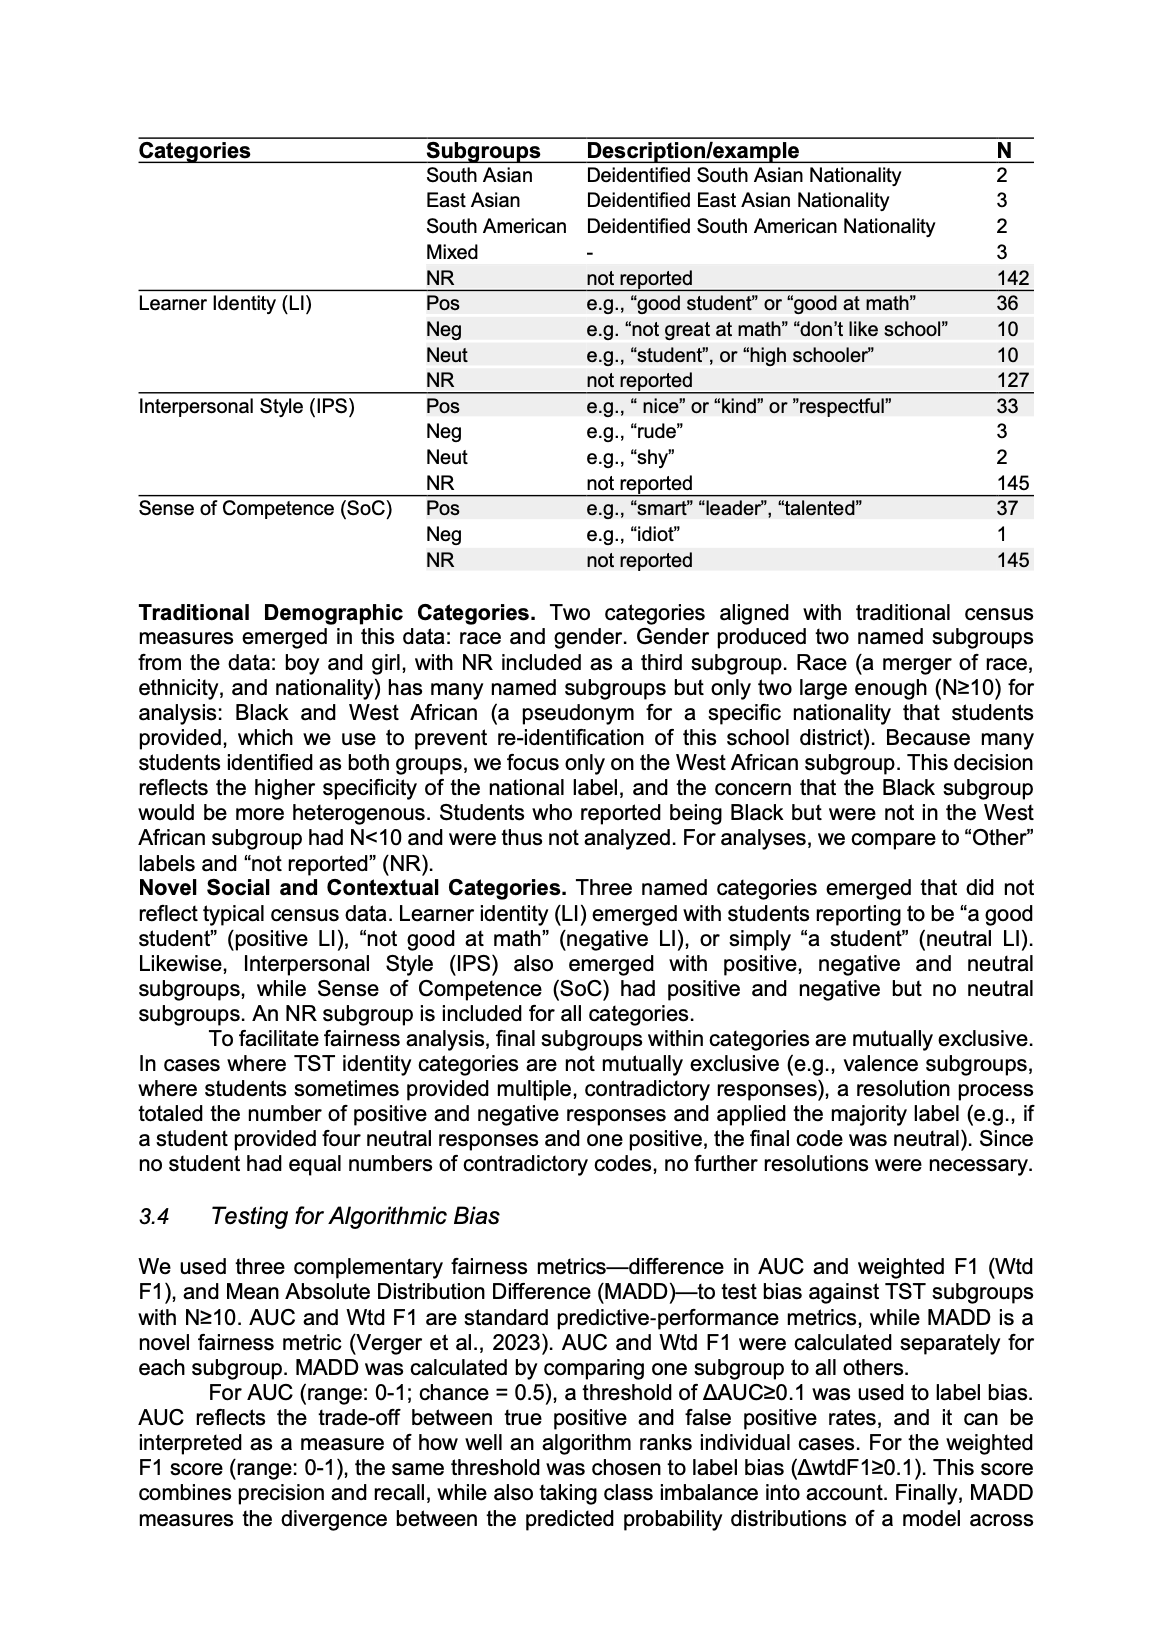 Categories Subgroups Description/example N
South Asian Deidentified South Asian Nationality 2
East Asian Deidentified East Asian Nationality 3
South American Deidentified South American Nationality 2
Mixed - 3
NR not reported 142
Learner Identity (LI) Pos e.g., “good student” or “good at math” 36
Neg e.g. “not great at math” “don’t like school” 10
Neut e.g., “student”, or “high schooler” 10
NR not reported 127
Interpersonal Style (IPS) Pos e.g., “ nice” or “kind” or ”respectful” 33
Neg e.g., “rude” 3
Neut e.g., “shy” 2
NR not reported 145
Sense of Competence (SoC) Pos e.g., “smart” “leader”, “talented” 37
Neg e.g., “idiot” 1
NR not reported 145
Traditional Demographic Categories. Two categories aligned with traditional census
measures emerged in this data: race and gender. Gender produced two named subgroups
from the data: boy and girl, with NR included as a third subgroup. Race (a merger of race,
ethnicity, and nationality) has many named subgroups but only two large enough (N≥10) for
analysis: Black and West African (a pseudonym for a specific nationality that students
provided, which we use to prevent re-identification of this school district). Because many
students identified as both groups, we focus only on the West African subgroup. This decision
reflects the higher specificity of the national label, and the concern that the Black subgroup
would be more heterogenous. Students who reported being Black but were not in the West
African subgroup had N<10 and were thus not analyzed. For analyses, we compare to “Other”
labels and “not reported” (NR).
Novel Social and Contextual Categories. Three named categories emerged that did not
reflect typical census data. Learner identity (LI) emerged with students reporting to be “a good
student” (positive LI), “not good at math” (negative LI), or simply “a student” (neutral LI).
Likewise, Interpersonal Style (IPS) also emerged with positive, negative and neutral
subgroups, while Sense of Competence (SoC) had positive and negative but no neutral
subgroups. An NR subgroup is included for all categories.
To facilitate fairness analysis, final subgroups within categories are mutually exclusive.
In cases where TST identity categories are not mutually exclusive (e.g., valence subgroups,
where students sometimes provided multiple, contradictory responses), a resolution process
totaled the number of positive and negative responses and applied the majority label (e.g., if
a student provided four neutral responses and one positive, the final code was neutral). Since
no student had equal numbers of contradictory codes, no further resolutions were necessary.
3.4 Testing for Algorithmic Bias
We used three complementary fairness metrics—difference in AUC and weighted F1 (Wtd
F1), and Mean Absolute Distribution Difference (MADD)—to test bias against TST subgroups
with N≥10. AUC and Wtd F1 are standard predictive-performance metrics, while MADD is a
novel fairness metric (Verger et al., 2023). AUC and Wtd F1 were calculated separately for
each subgroup. MADD was calculated by comparing one subgroup to all others.
For AUC (range: 0-1; chance = 0.5), a threshold of ΔAUC≥0.1 was used to label bias.
AUC reflects the trade-off between true positive and false positive rates, and it can be
interpreted as a measure of how well an algorithm ranks individual cases. For the weighted
F1 score (range: 0-1), the same threshold was chosen to label bias (ΔwtdF1≥0.1). This score
combines precision and recall, while also taking class imbalance into account. Finally, MADD
measures the divergence between the predicted probability distributions of a model across